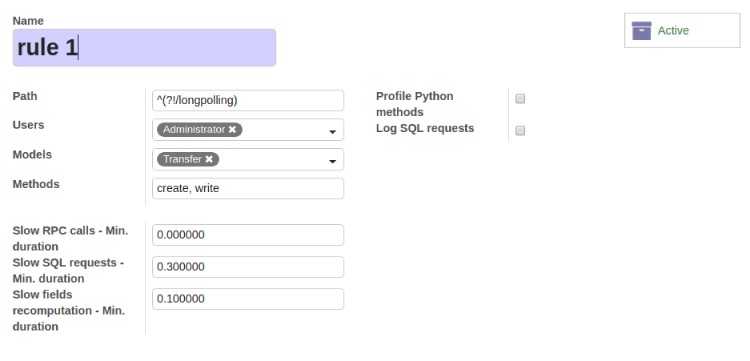 Name
rule 1
Active
Path
^(?!/longpolling)
Users
Administrator ✖
Models
Transfer ✖
Methods
create, write
Profile Python
methods
Log SQL requests
Slow RPC calls - Min.
duration
0.000000
Slow SQL requests -
Min. duration
0.300000
Slow fields
recomputation - Min.
duration
0.100000